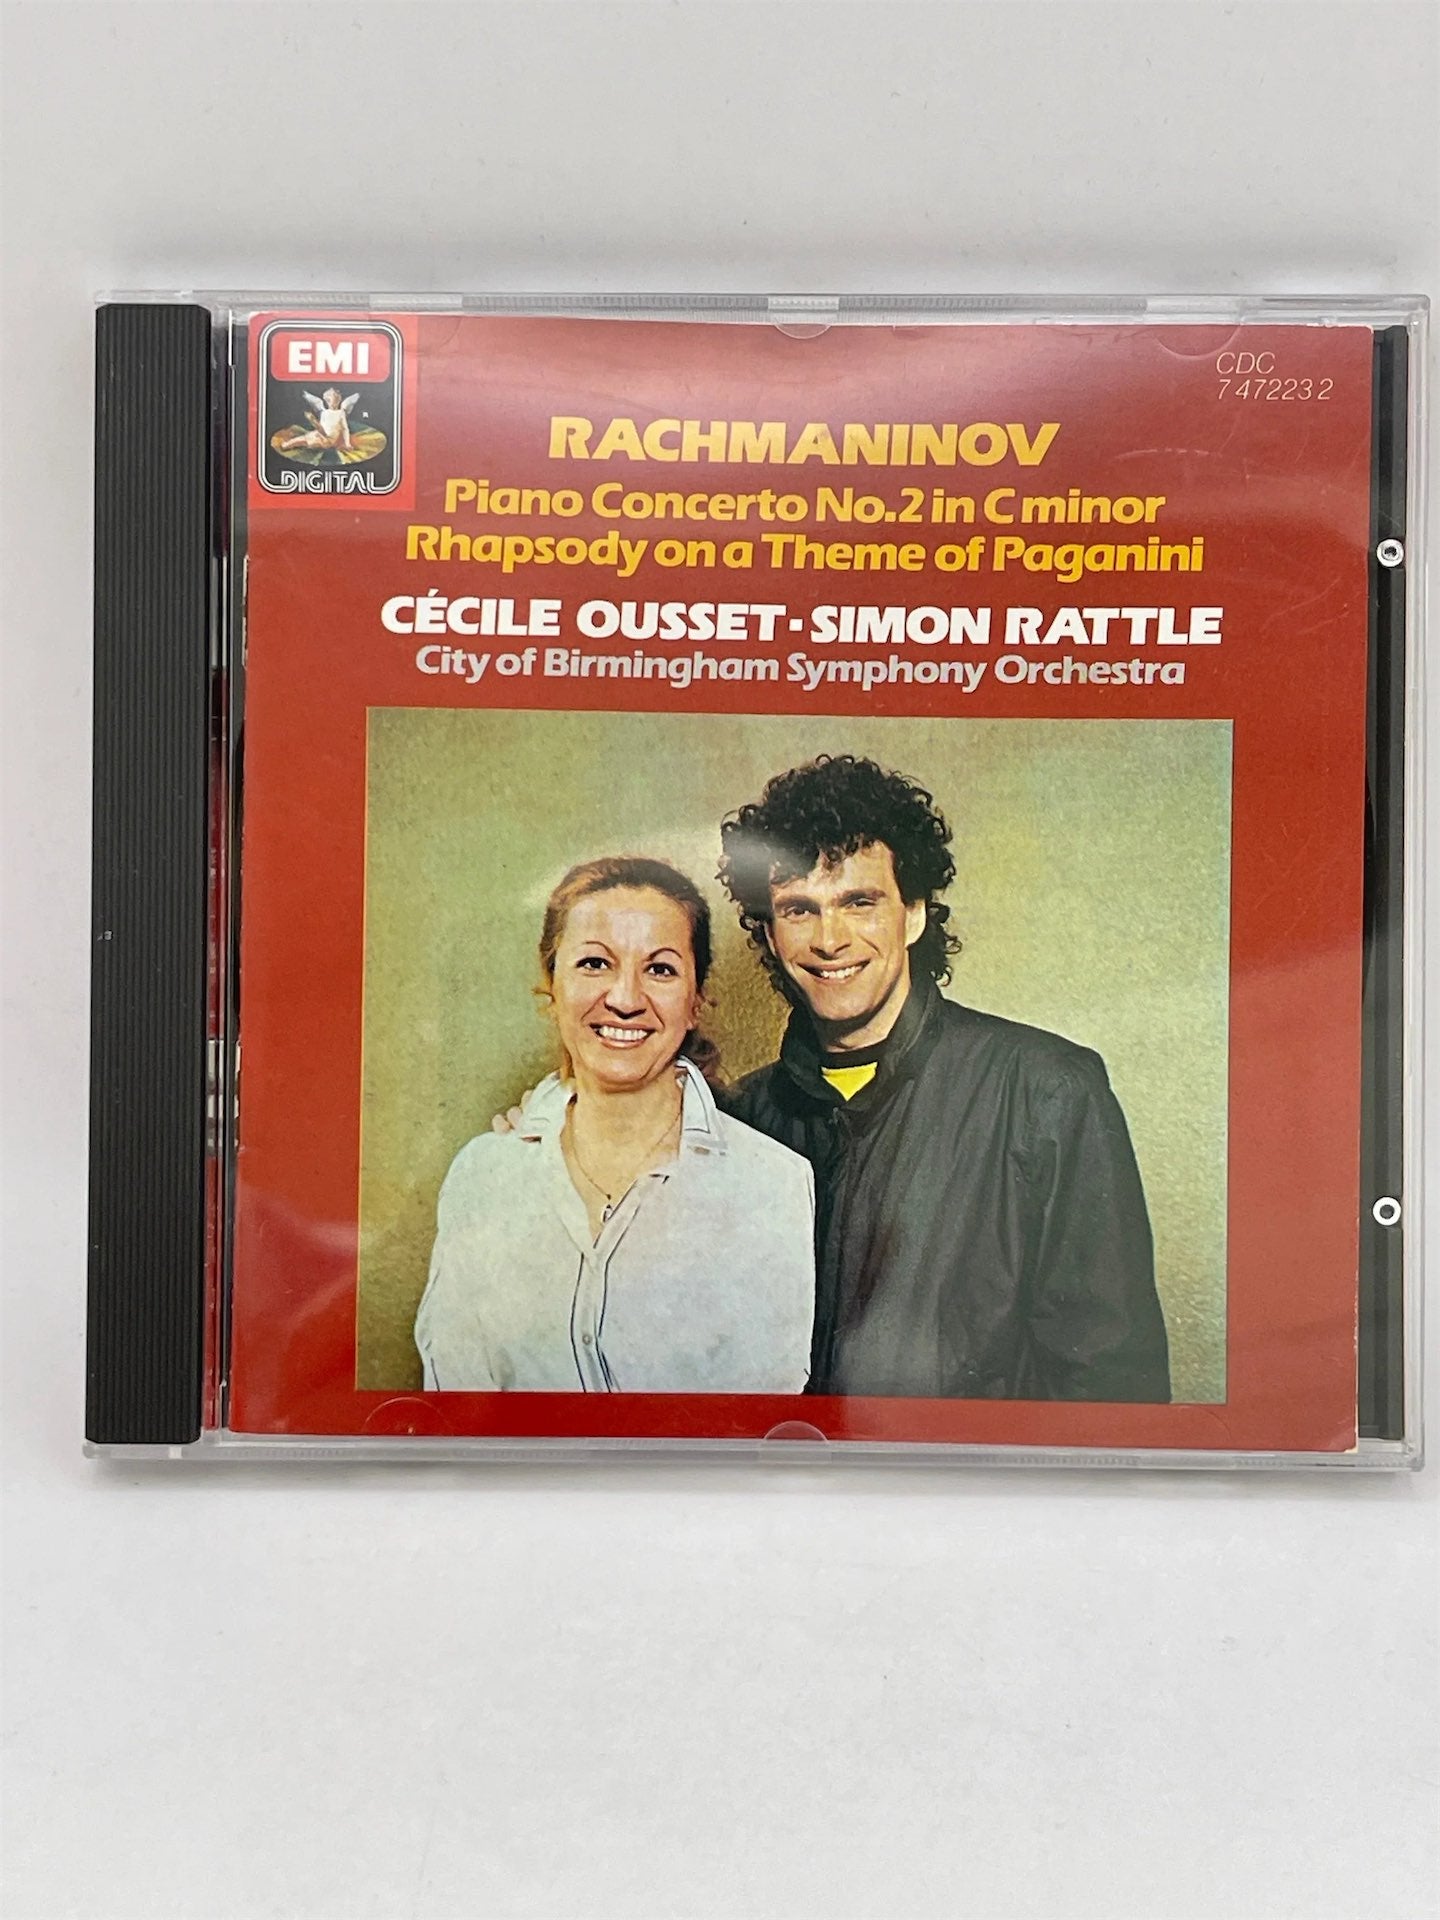 EMI
DIGITAL
CDC
7 47223 2
RACHMANINOV
Piano Concerto No.2 in C minor
Rhapsody on a Theme of Paganini
CÉCILE OUSSET·SIMON RATTLE
City of Birmingham Symphony Orchestra